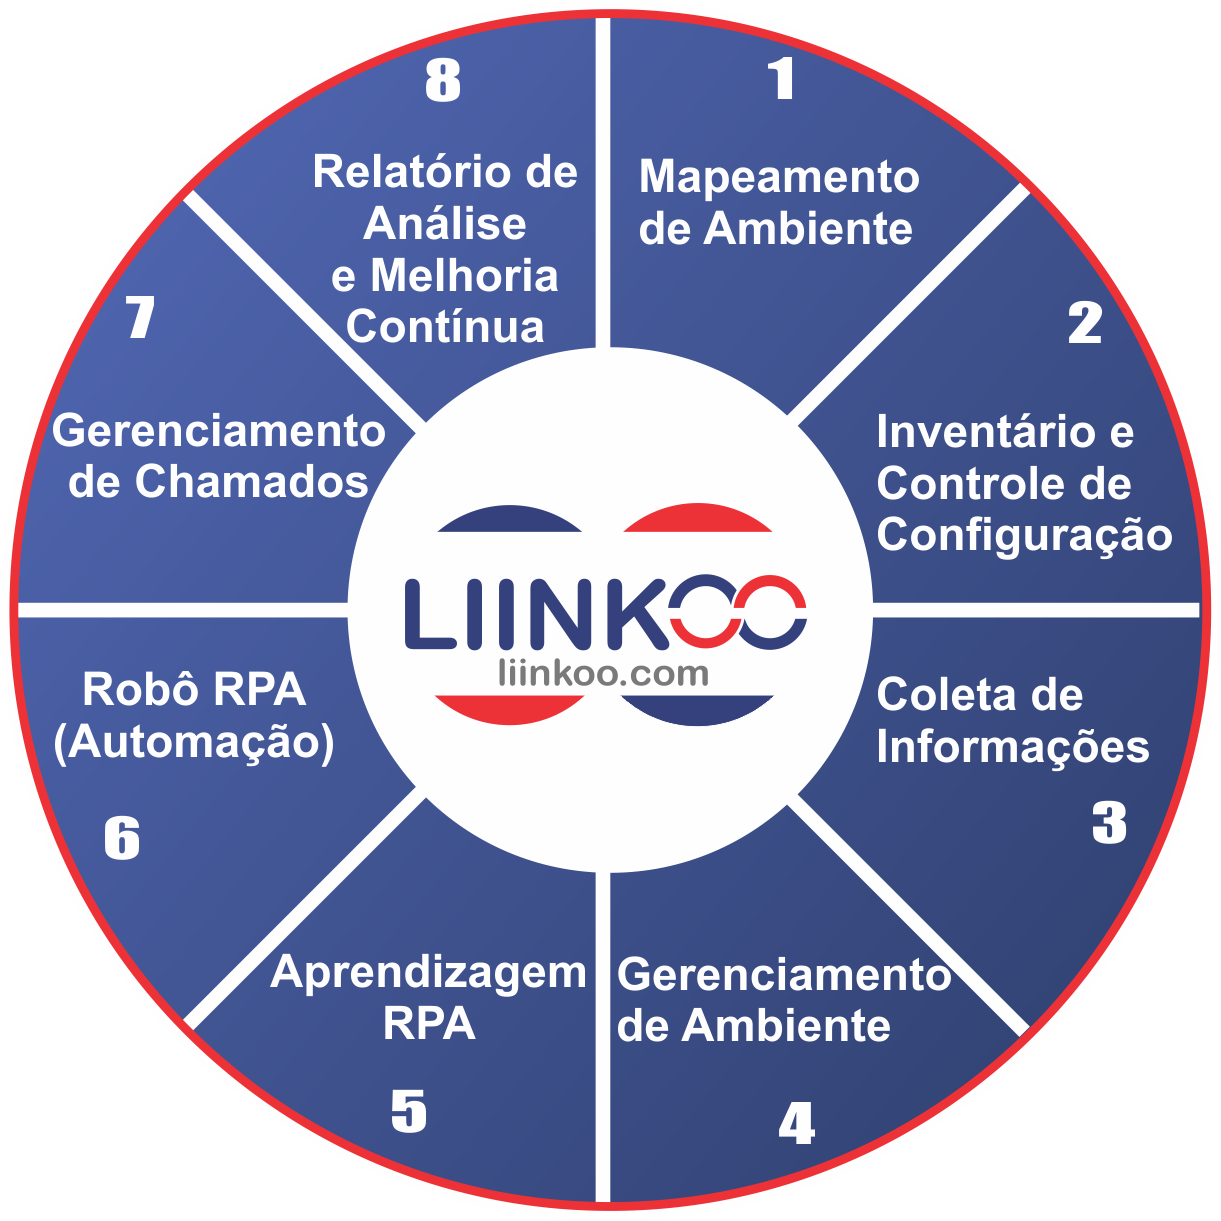 1
Mapeamento
de Ambiente
2
Inventário e
Controle de
Configuração
Coleta de
Informações
3
Gerenciamento
de Ambiente
4
Aprendizagem
RPA
5
Robô RPA
(Automação)
6
7
Gerenciamento
de Chamados
8
Relatório de
Análise
e Melhoria
Contínua
LIINKOO
liinkoo.com